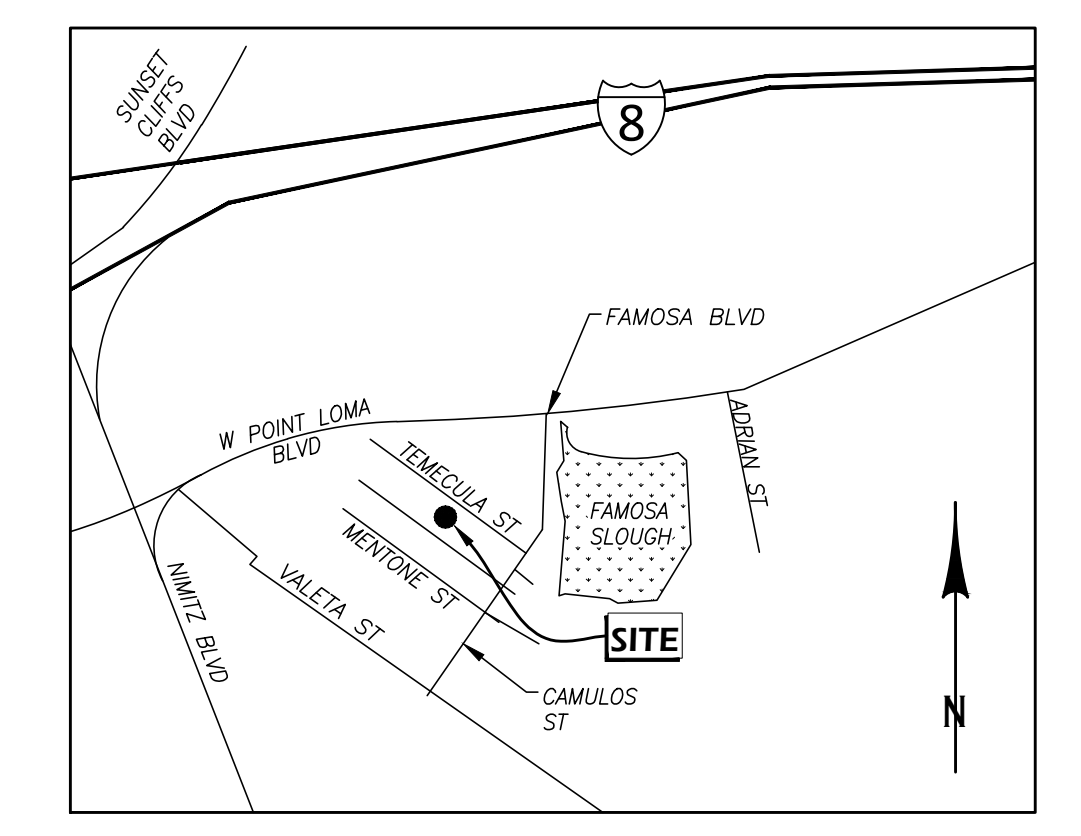 SUNSET
CLIFFS
BLVD
8
FAMOSA BLVD
W POINT LOMA
BLVD
ADRIAN ST
TEMECULA ST
FAMOSA
SLOUGH
MENTONE ST
VALETA ST
NIMITZ BLVD
SITE
CAMULOS
ST
N